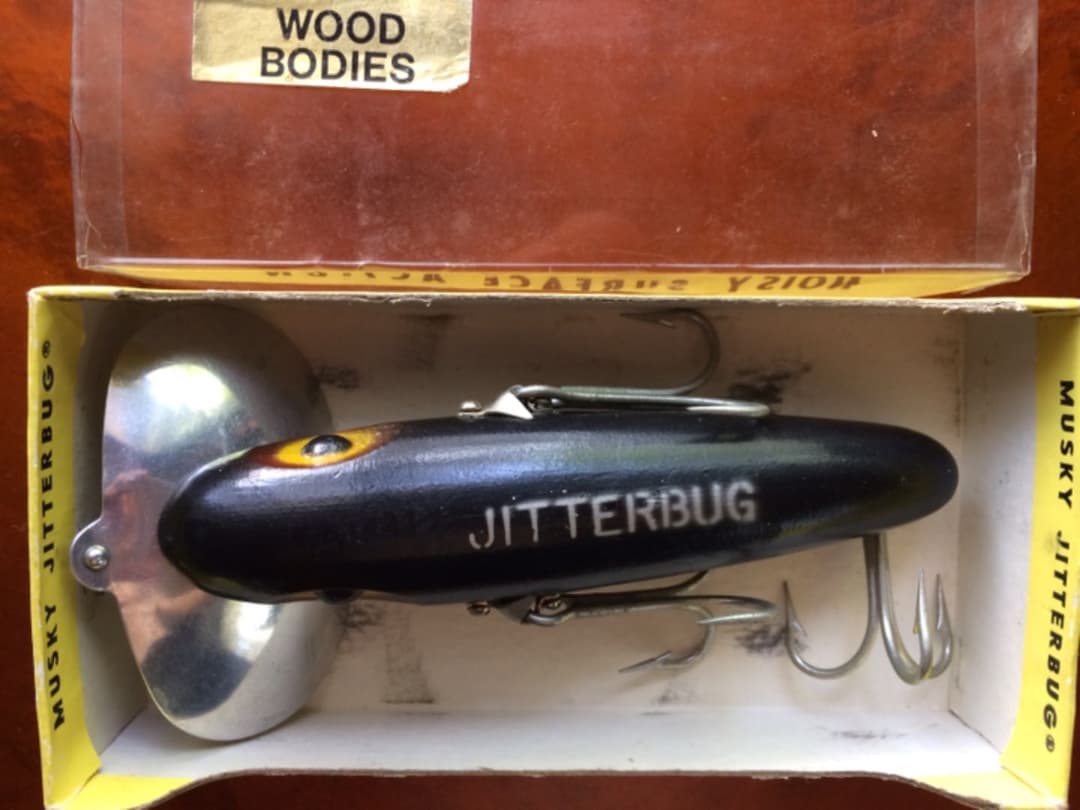 WOOD
BODIES
NOISY SURFACE ACTION
MUSKY JITTERBUG®
JITTERBUG
MUSKY JITTERBUG®